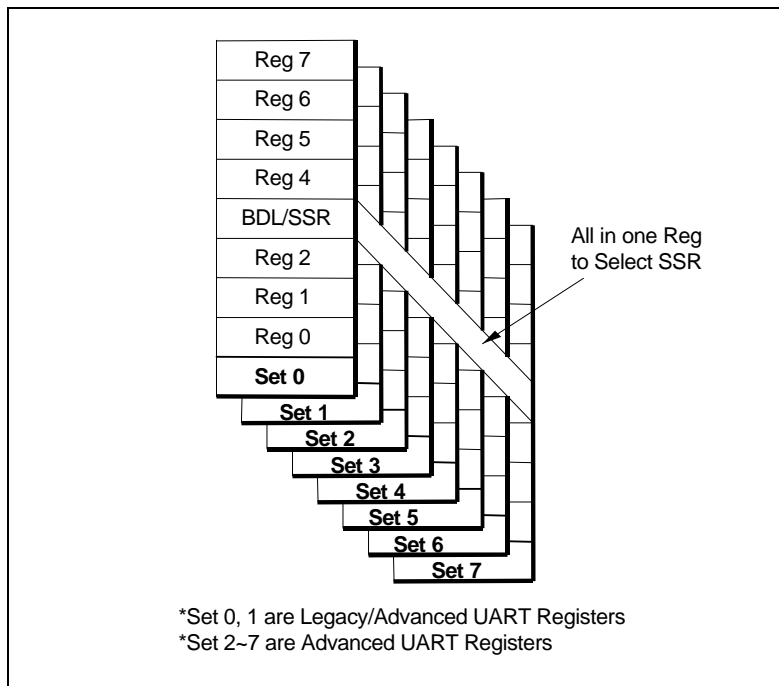 Reg 7
Reg 6
Reg 5
Reg 4
BDL/SSR
Reg 2
Reg 1
Reg 0
Set 0
Set 1
Set 2
Set 3
Set 4
Set 5
Set 6
Set 7
All in one Reg
to Select SSR
*Set 0, 1 are Legacy/Advanced UART Registers
*Set 2~7 are Advanced UART Registers